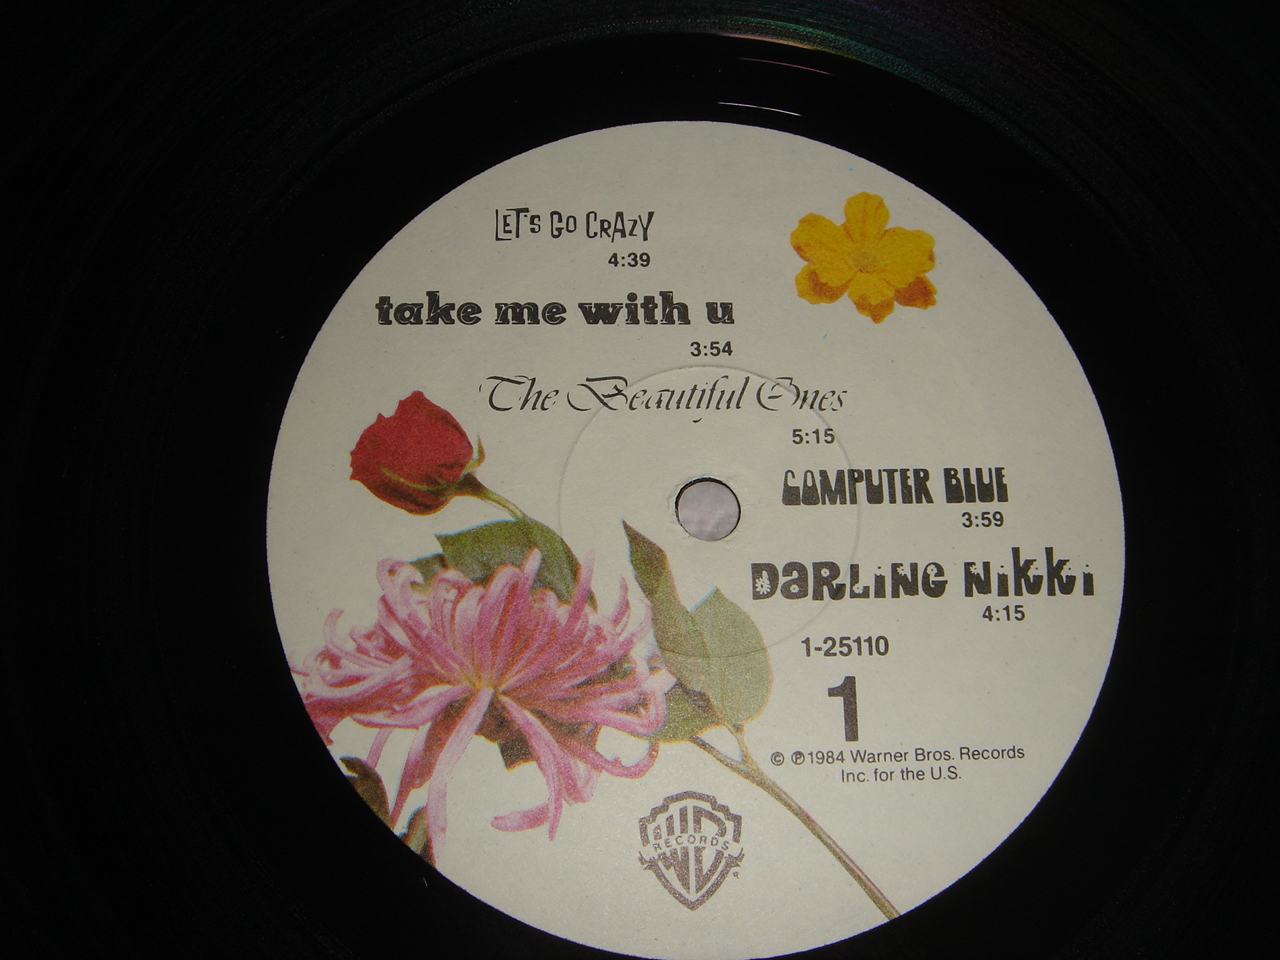 LET'S GO CRAZY
4:39
take me with u
3:54
The Beautiful Ones
5:15
COMPUTER BLUE
3:59
DARLiNG Nikki
4:15
1-25110
1
© ℗ 1984 Warner Bros. Records
Inc. for the U.S.
RECORDS